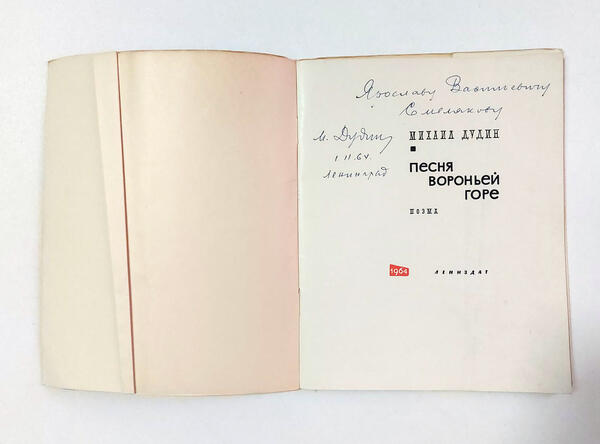 Ярославу Васильевичу
Смелякову
М. Дудин
1.II.64.
Ленинград
МИХАИЛ ДУДИН
ПЕСНЯ
ВОРОНЬЕЙ
ГОРЕ
ПОЭМА
1964 ЛЕНИЗДАТ